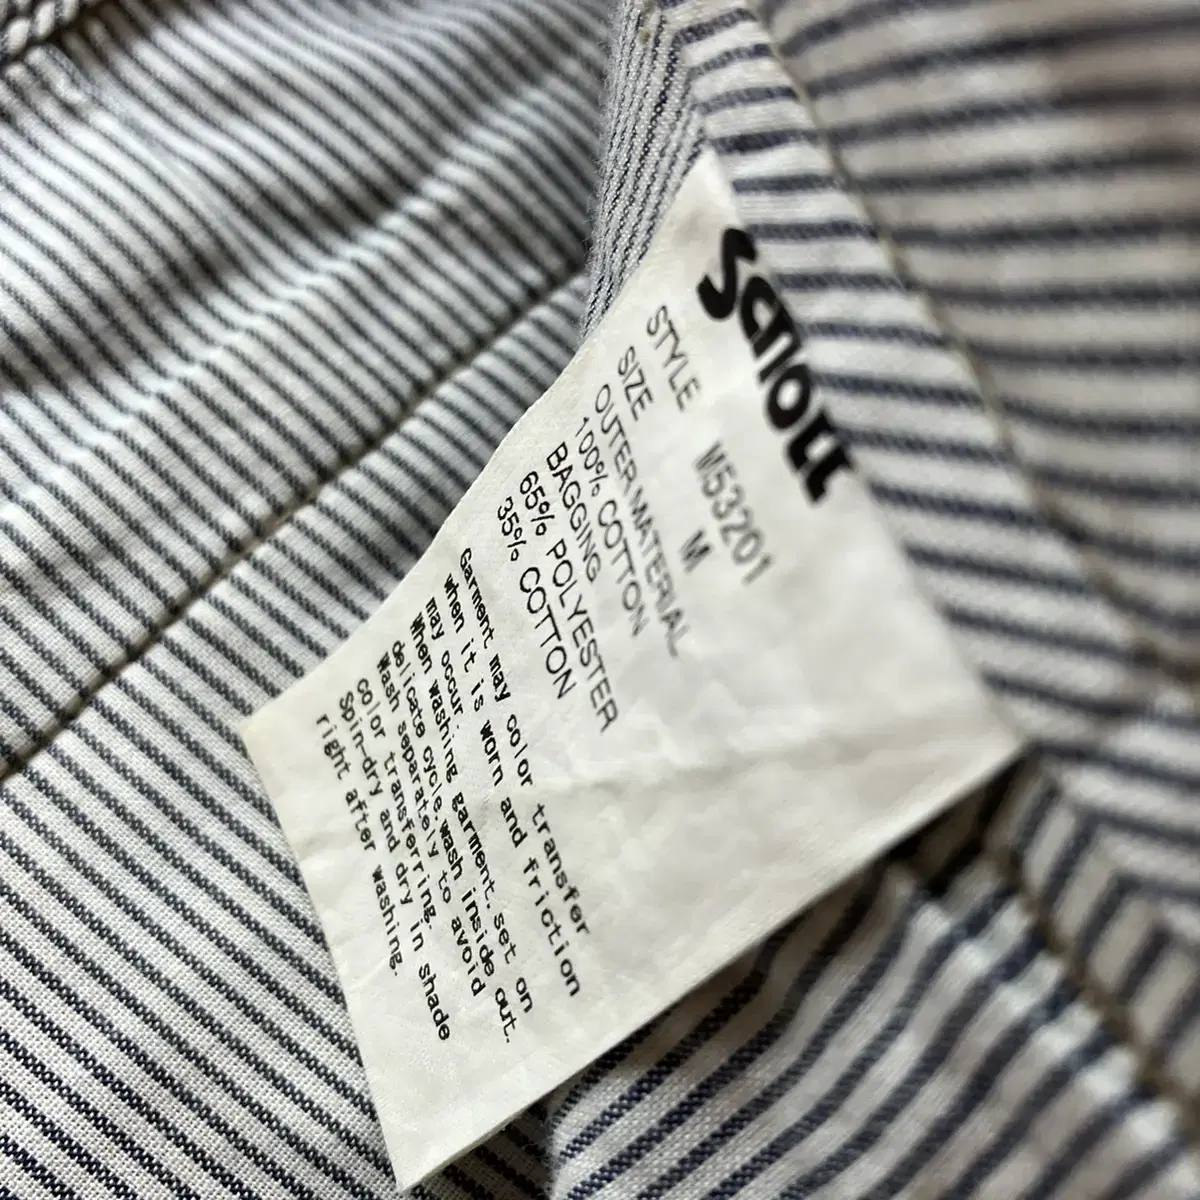 Schott
STYLE M53201
SIZE M
OUTER MATERIAL
100% COTTON
BAGGING
65% POLYESTER
35% COTTON
Garment may color transfer
when it is worn and friction
may occur.
When washing garment, set on
delicate cycle, wash inside out.
Wash separately to avoid
color transferring.
Spin-dry and dry in shade
right after washing.